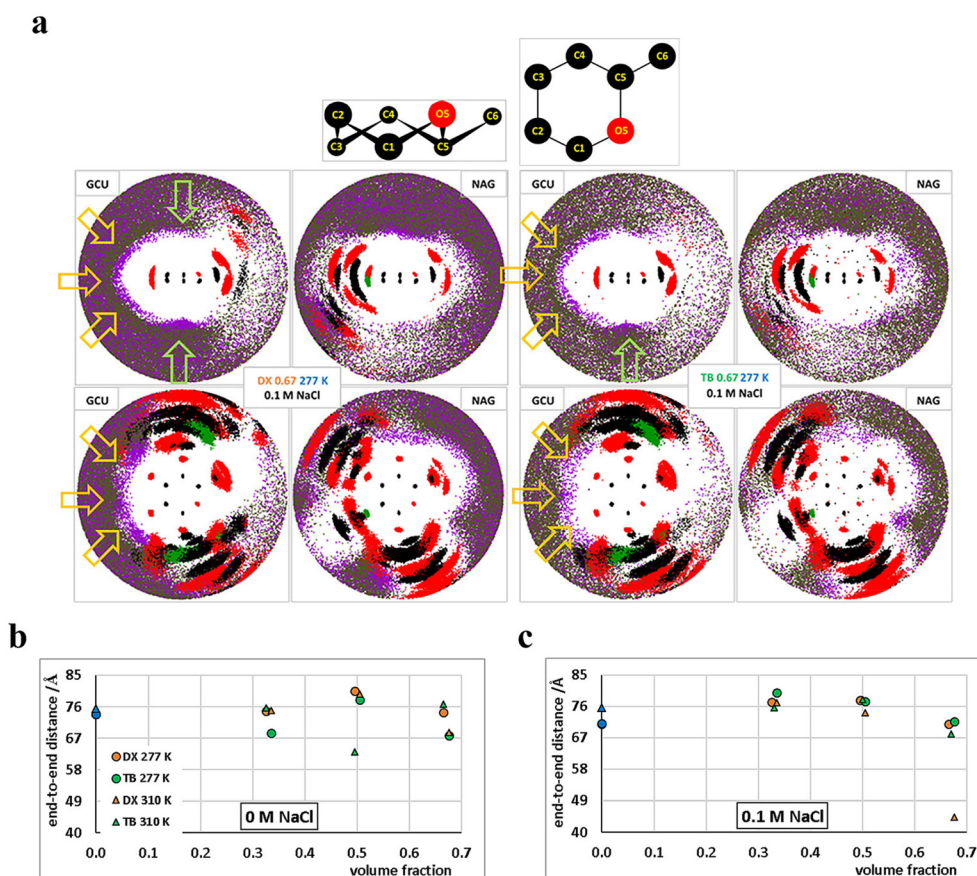 a
C2
C4
O5
C6
C3
C1
C5
C4
C6
C3
C5
C2
O5
C1
GCU
NAG
GCU
NAG
DX 0.67 277 K
0.1 M NaCl
TB 0.67 277 K
0.1 M NaCl
GCU
NAG
GCU
NAG
b
end-to-end distance /Å
85
76
67
58
49
40
DX 277 K
TB 277 K
DX 310 K
TB 310 K
0 M NaCl
0.0 0.1 0.2 0.3 0.4 0.5 0.6 0.7
volume fraction
c
end-to-end distance /Å
85
76
67
58
49
40
0.1 M NaCl
0.0 0.1 0.2 0.3 0.4 0.5 0.6 0.7
volume fraction